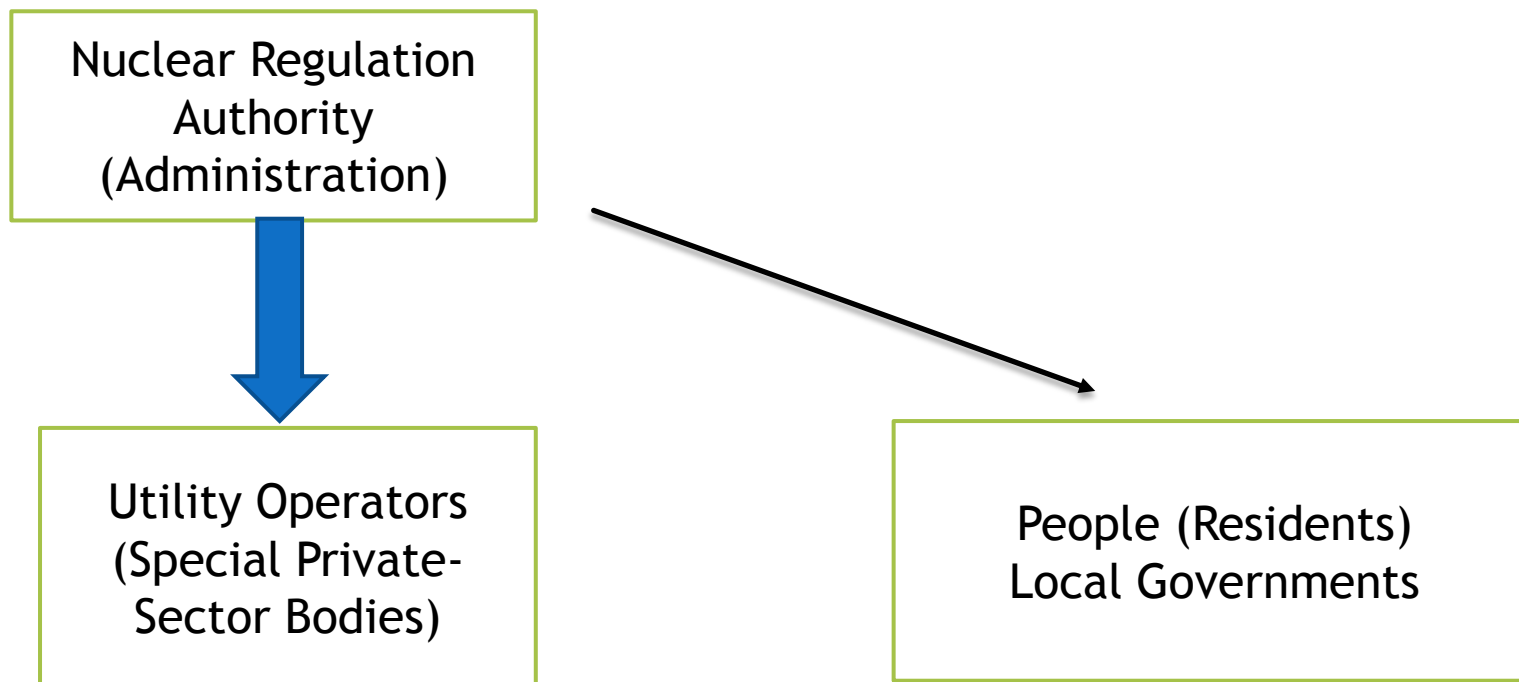 Nuclear Regulation
Authority
(Administration)
Utility Operators
(Special Private-
Sector Bodies)
People (Residents)
Local Governments